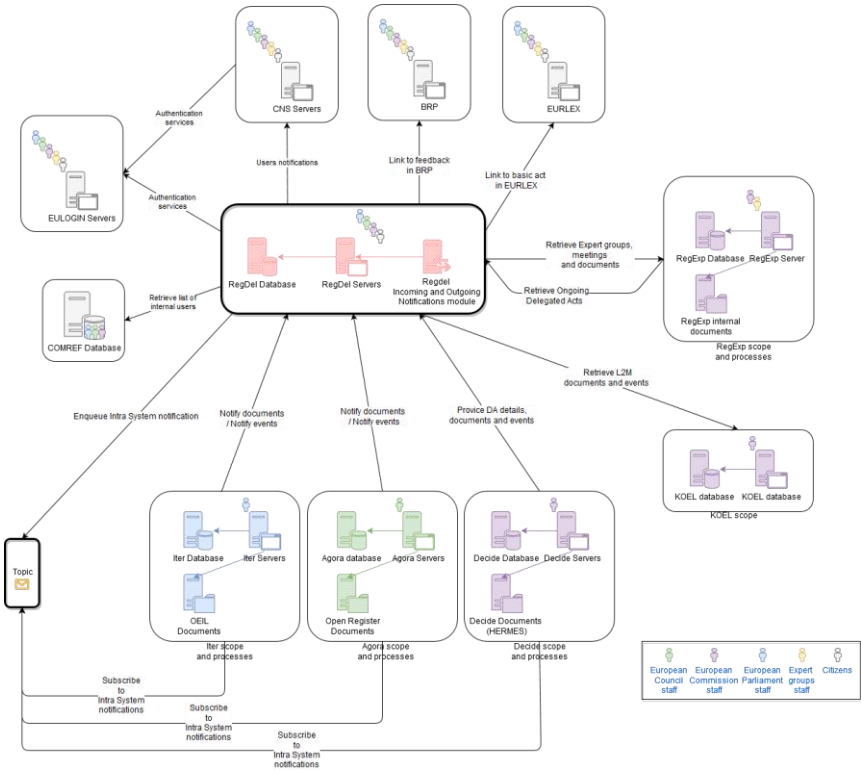 CNS Servers
BRP
EURLEX
Authentication
services
EULOGIN Servers
Users notifications
Link to feedback
in BRP
Link to basic act
in EURLEX
Authentication
services
RegDel Database
RegDel Servers
Regdel
Incoming and Outgoing
Notifications module
Retrieve Expert groups,
meetings
and documents
Retrieve Ongoing
Delegated Acts
RegExp Database
RegExp Server
RegExp internal
documents
RegExp scope
and processes
Retrieve list of
internal users
COMREF Database
Retrieve L2M
documents and events
Enqueue Intra System notification
Notify documents
/ Notify events
Notify documents
/ Notify events
Provice DA details,
documents and events
KOEL database
KOEL database
KOEL scope
Topic
Iter Database
Iter Servers
OEIL
Documents
Iter scope
and processes
Agora database
Agora Servers
Open Register
Documents
Agora scope
and processes
Decide Database
Decide Servers
Decide Documents
(HERMES)
Decide scope
and processes
Subscribe
to
Intra System
notifications
Subscribe
to
Intra System
notifications
Subscribe
to
Intra System
notifications
European
Council
staff
European
Commission
staff
European
Parliament
staff
Expert
groups
staff
Citizens